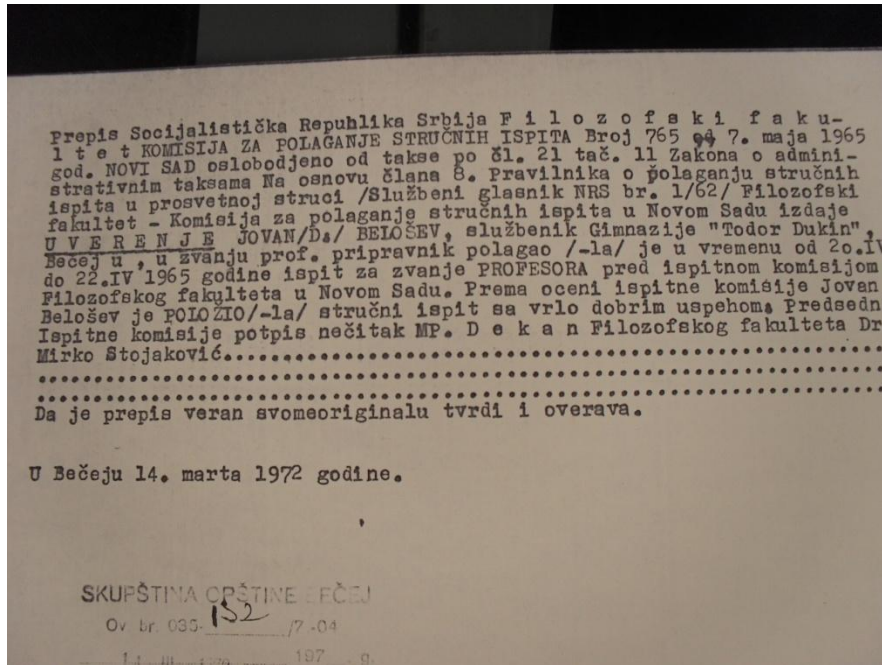 Prepis Socijalistička Republika Srbija F i l o z o f s k i  f a k u-
l t e t KOMISIJA ZA POLAGANJE STRUČNIH ISPITA Broj 765 od 7. maja 1965
god. NOVI SAD oslobodjeno od takse po čl. 21 tač. 11 Zakona o admini-
strativnim taksama Na osnovu člana 8. Pravilnika o polaganju stručnih
ispita u prosvetnoj struci /Službeni glasnik NRS br. 1/62/ Filozofski
fakultet - Komisija za polaganje stručnih ispita u Novom Sadu izdaje
U V E R E NJ E JOVAN/Da/ BELOŠEV, službenik Gimnazije "Todor Dukin",
Bečej u , u zvanju prof. pripravnik polagao /-la/ je u vremenu od 2o.IV
do 22.IV 1965 godine ispit za zvanje PROFESORA pred ispitnom komisijom
Filozofskog fakulteta u Novom Sadu. Prema oceni ispitne komisije Jovan
Belošev je POLOŽIO/-la/ stručni ispit sa vrlo dobrim uspehom. Predsedn
Ispitne komisije potpis nečitak MP. D e k a n Filozofskog fakulteta Dr
Mirko Stojaković..............................................
Da je prepis veran svomeoriginalu tvrdi i overava.
U Bečeju 14. marta 1972 godine.
SKUPŠTINA OPŠTINE BEČEJ
Ov. br. 035-152/7-04
197 g.